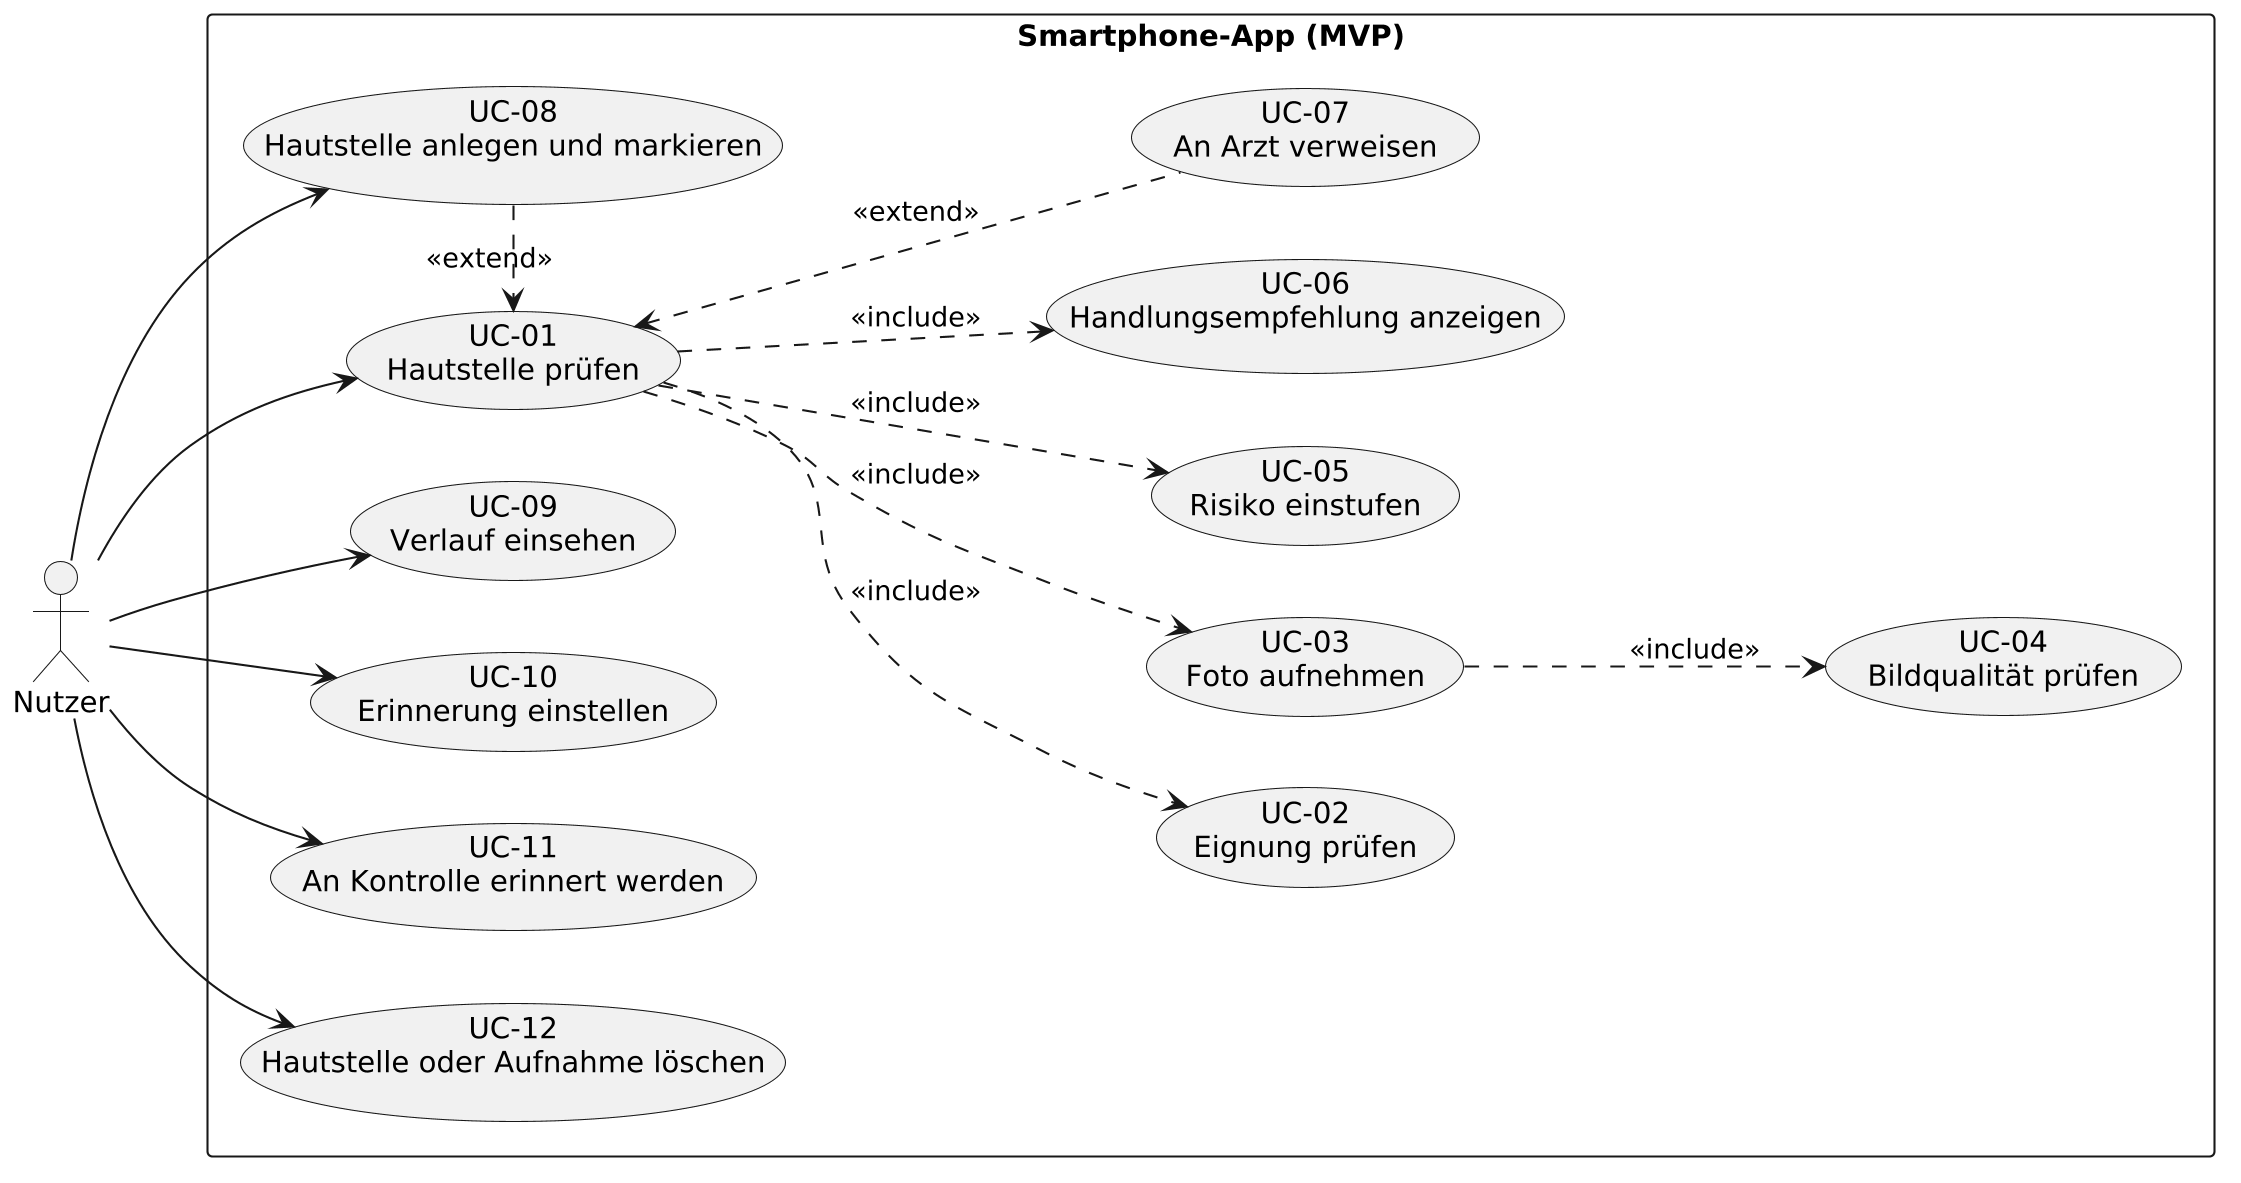 Smartphone-App (MVP)
UC-08
Hautstelle anlegen und markieren
UC-07
An Arzt verweisen
«extend»
«extend»
UC-06
Handlungsempfehlung anzeigen
«include»
UC-01
Hautstelle prüfen
«include»
UC-05
Risiko einstufen
«include»
UC-09
Verlauf einsehen
«include»
UC-03
Foto aufnehmen
«include»
UC-04
Bildqualität prüfen
UC-10
Erinnerung einstellen
Nutzer
UC-02
Eignung prüfen
UC-11
An Kontrolle erinnert werden
UC-12
Hautstelle oder Aufnahme löschen